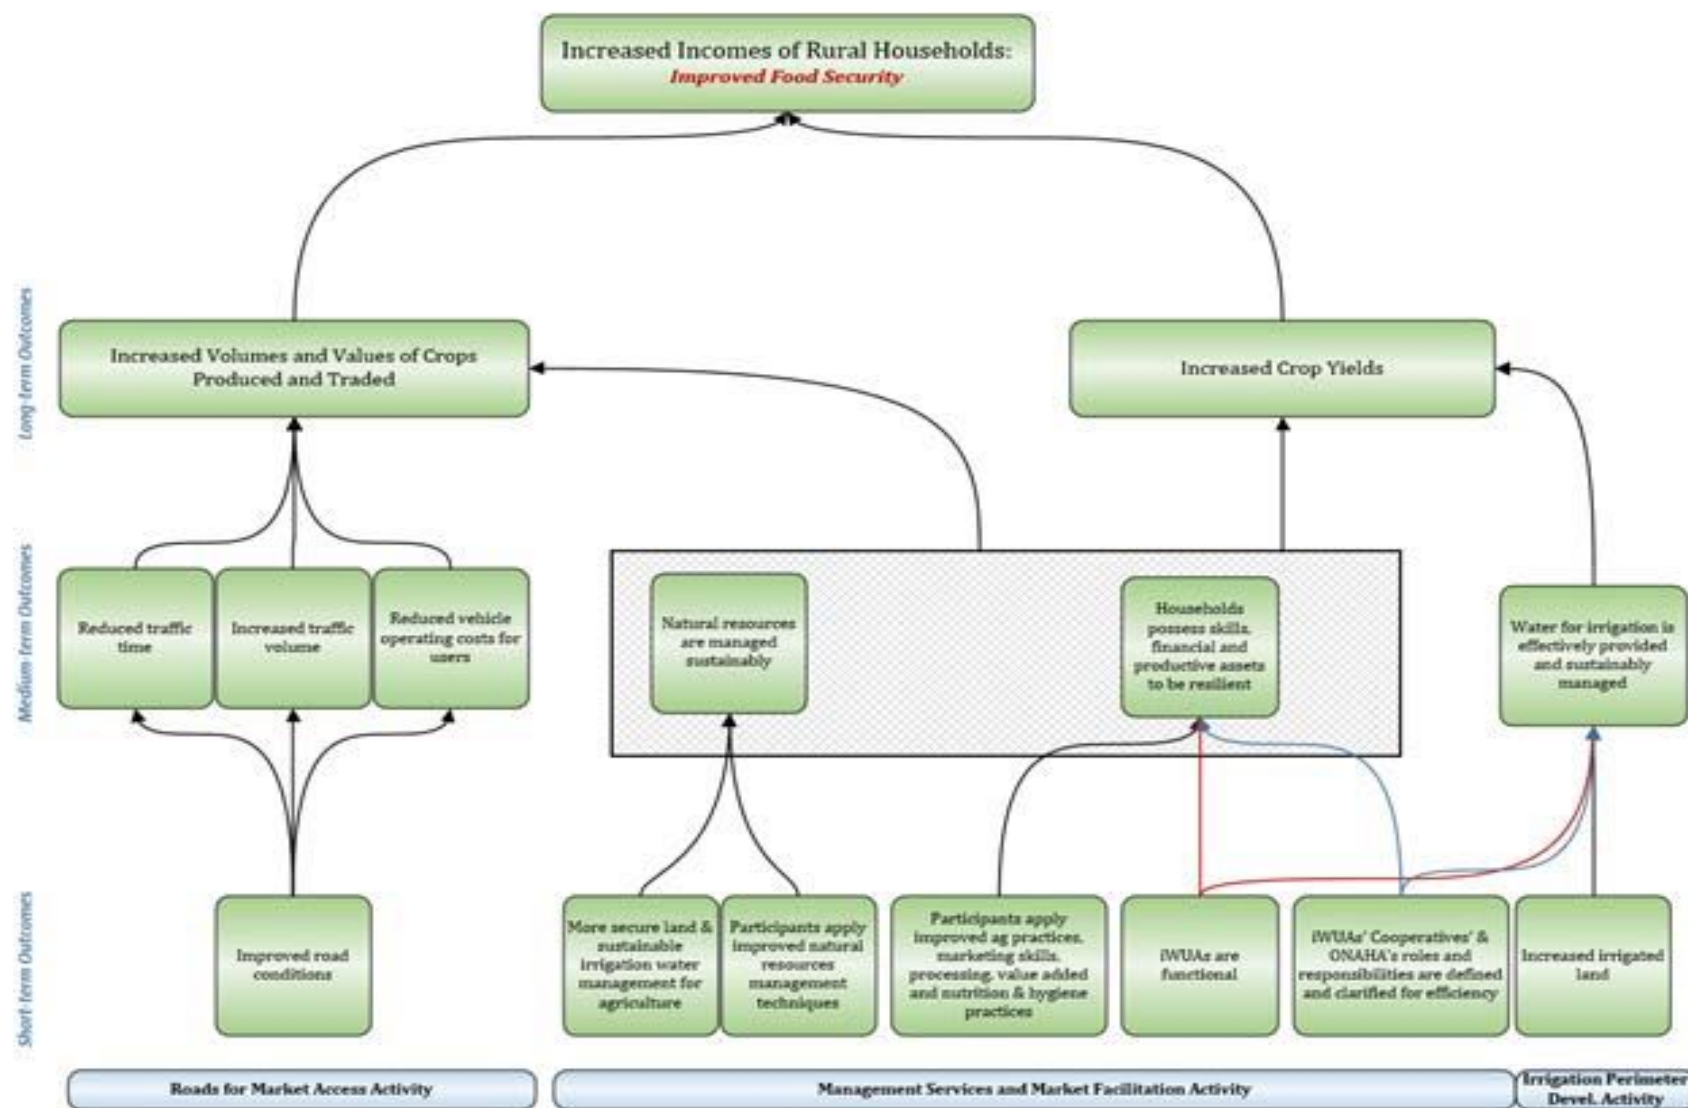 Increased Incomes of Rural Households:
Improved Food Security
Long-term Outcomes
Increased Volumes and Values of Crops
Produced and Traded
Increased Crop Yields
Medium-term Outcomes
Reduced traffic
time
Increased traffic
volume
Reduced vehicle
operating costs for
users
Natural resources
are managed
sustainably
Households
possess skills,
financial and
productive assets
to be resilient
Water for irrigation is
effectively provided
and sustainably
managed
Short-term Outcomes
Improved road
conditions
More secure land &
sustainable
irrigation water
management for
agriculture
Participants apply
improved natural
resources
management
techniques
Participants apply
improved ag practices,
marketing skills,
processing, value added
and nutrition & hygiene
practices
iWUAs are
functional
iWUAs' Cooperatives' &
ONAHA's roles and
responsibilities are defined
and clarified for efficiency
Increased irrigated
land
Roads for Market Access Activity
Management Services and Market Facilitation Activity
Irrigation Perimeter
Devel. Activity